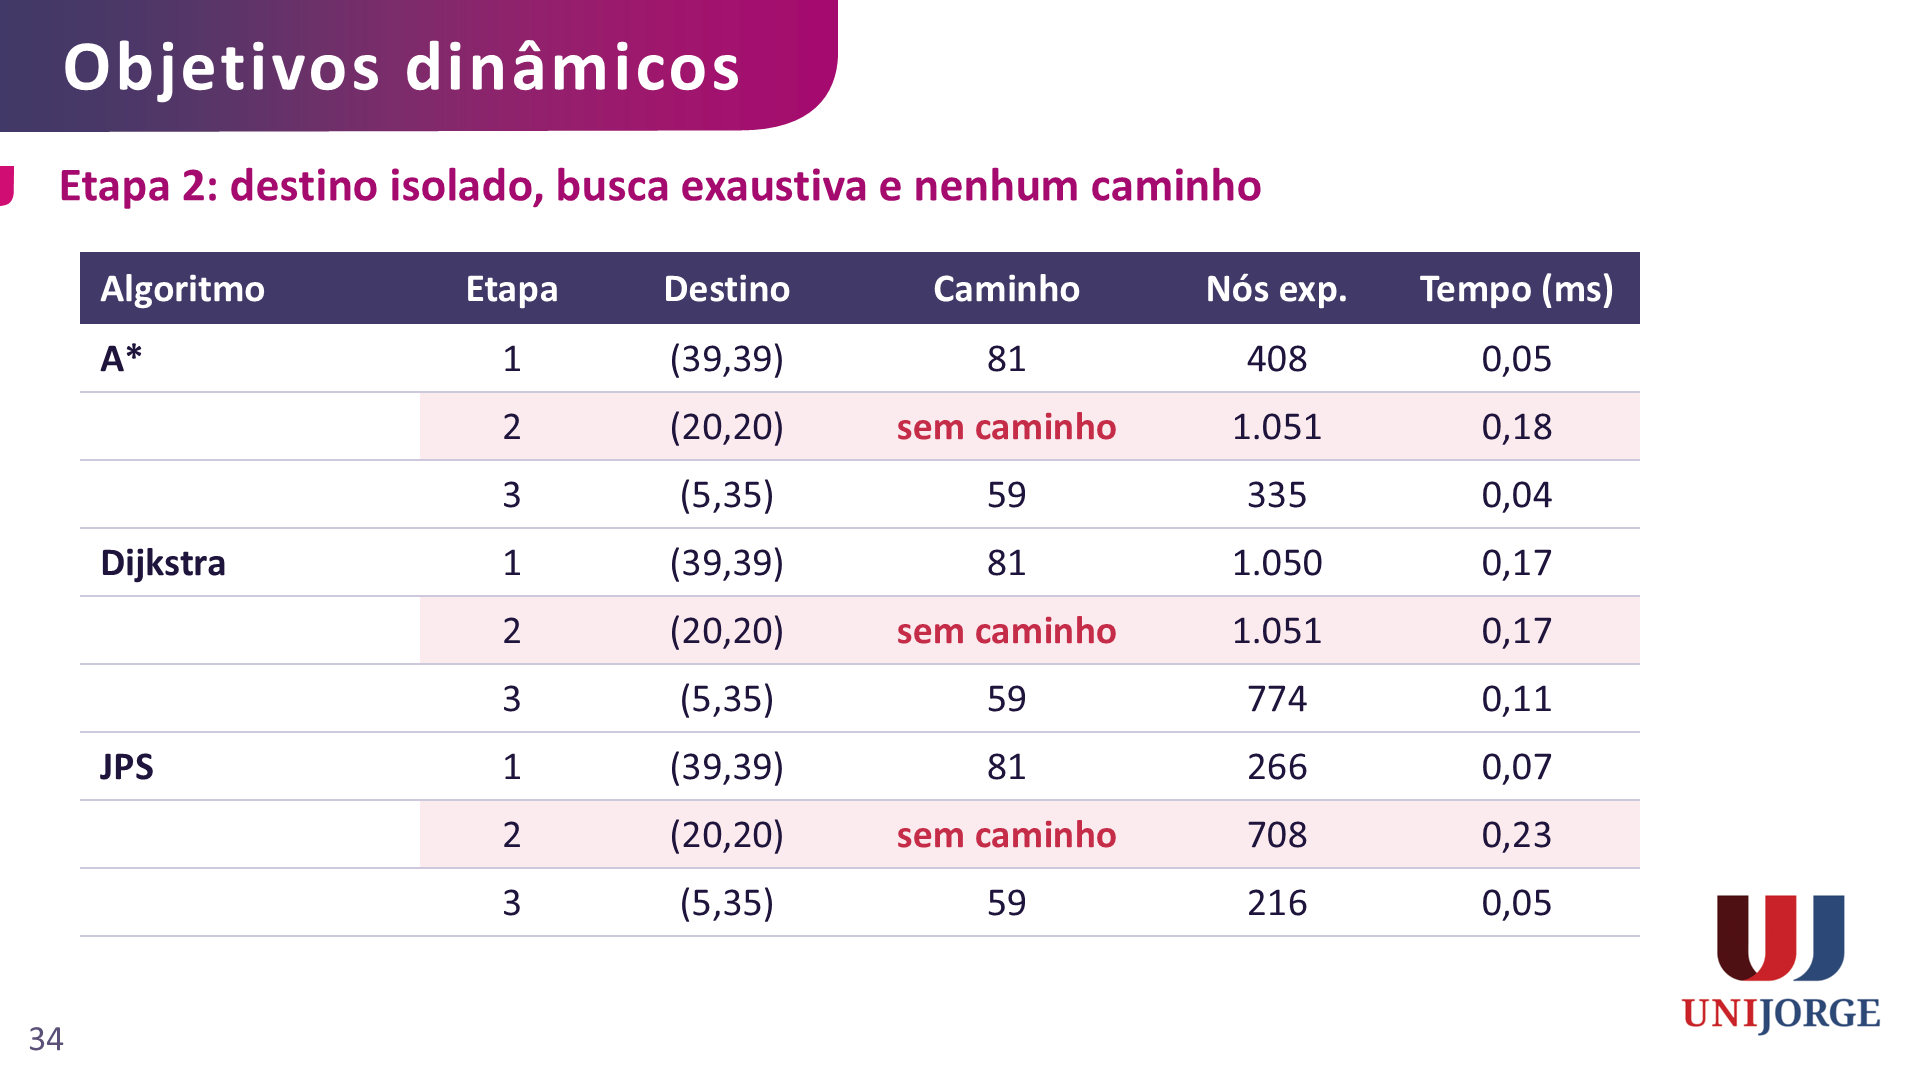 Objetivos dinâmicos
Etapa 2: destino isolado, busca exaustiva e nenhum caminho
Algoritmo Etapa Destino Caminho Nós exp. Tempo (ms)
A* 1 (39,39) 81 408 0,05
2 (20,20) sem caminho 1.051 0,18
3 (5,35) 59 335 0,04
Dijkstra 1 (39,39) 81 1.050 0,17
2 (20,20) sem caminho 1.051 0,17
3 (5,35) 59 774 0,11
JPS 1 (39,39) 81 266 0,07
2 (20,20) sem caminho 708 0,23
3 (5,35) 59 216 0,05
UNIJORGE
34